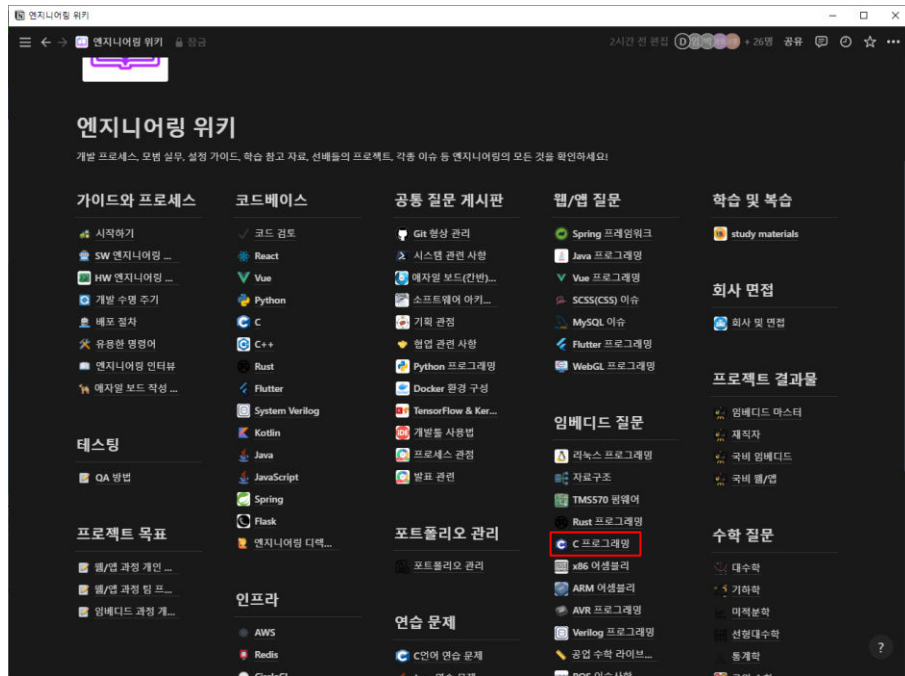 엔지니어링 위키
엔지니어링 위키
잠금
2시간 전 편집
D
+ 26명
공유
엔지니어링 위키
개발 프로세스, 모범 실무, 설정 가이드, 학습 참고 자료, 선배들의 프로젝트, 각종 이슈 등 엔지니어링의 모든 것을 확인하세요!
가이드와 프로세스
시작하기
SW 엔지니어링 ...
HW 엔지니어링 ...
개발 수명 주기
배포 절차
유용한 명령어
엔지니어링 인터뷰
애자일 보드 작성 ...
테스팅
QA 방법
프로젝트 목표
웹/앱 과정 개인 ...
웹/앱 과정 팀 프...
임베디드 과정 개...
코드베이스
코드 검토
React
Vue
Python
C
C++
Rust
Flutter
System Verilog
Kotlin
Java
JavaScript
Spring
Flask
엔지니어링 디렉...
인프라
AWS
Redis
CircleCI
공통 질문 게시판
Git 형상 관리
시스템 관련 사항
애자일 보드(간반)...
소프트웨어 아키...
기획 관점
협업 관련 사항
Python 프로그래밍
Docker 환경 구성
TensorFlow & Ker...
개발툴 사용법
프로세스 관점
발표 관련
포트폴리오 관리
포트폴리오 관리
연습 문제
C언어 연습 문제
웹/앱 질문
Spring 프레임워크
Java 프로그래밍
Vue 프로그래밍
SCSS(CSS) 이슈
MySQL 이슈
Flutter 프로그래밍
WebGL 프로그래밍
임베디드 질문
리눅스 프로그래밍
자료구조
TMS570 펌웨어
Rust 프로그래밍
C 프로그래밍
x86 어셈블리
ARM 어셈블리
AVR 프로그래밍
Verilog 프로그래밍
공업 수학 라이브...
학습 및 복습
study materials
회사 면접
회사 및 면접
프로젝트 결과물
임베디드 마스터
재직자
국비 임베디드
국비 웹/앱
수학 질문
대수학
기하학
미적분학
선형대수학
통계학
?